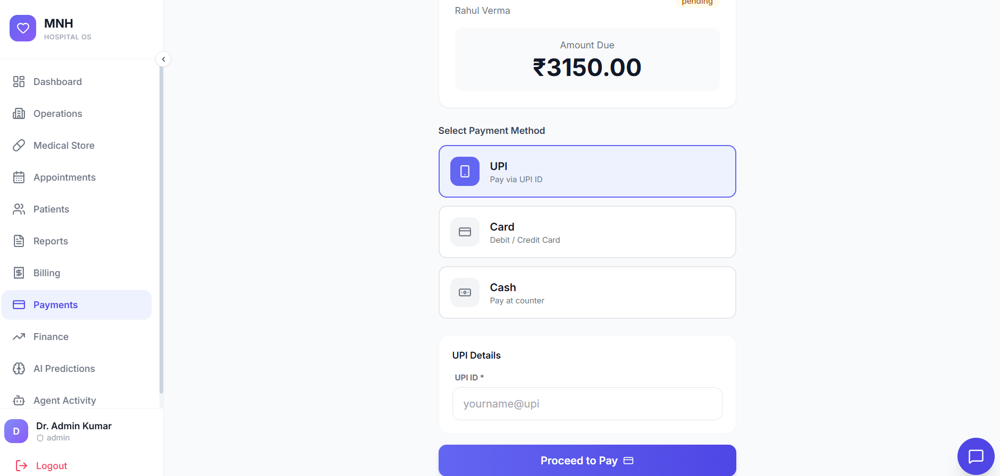 MNH
HOSPITAL OS
Dashboard
Operations
Medical Store
Appointments
Patients
Reports
Billing
Payments
Finance
AI Predictions
Agent Activity
D
Dr. Admin Kumar
admin
Logout
pending
Rahul Verma
Amount Due
₹3150.00
Select Payment Method
UPI
Pay via UPI ID
Card
Debit / Credit Card
Cash
Pay at counter
UPI Details
UPI ID *
yourname@upi
Proceed to Pay